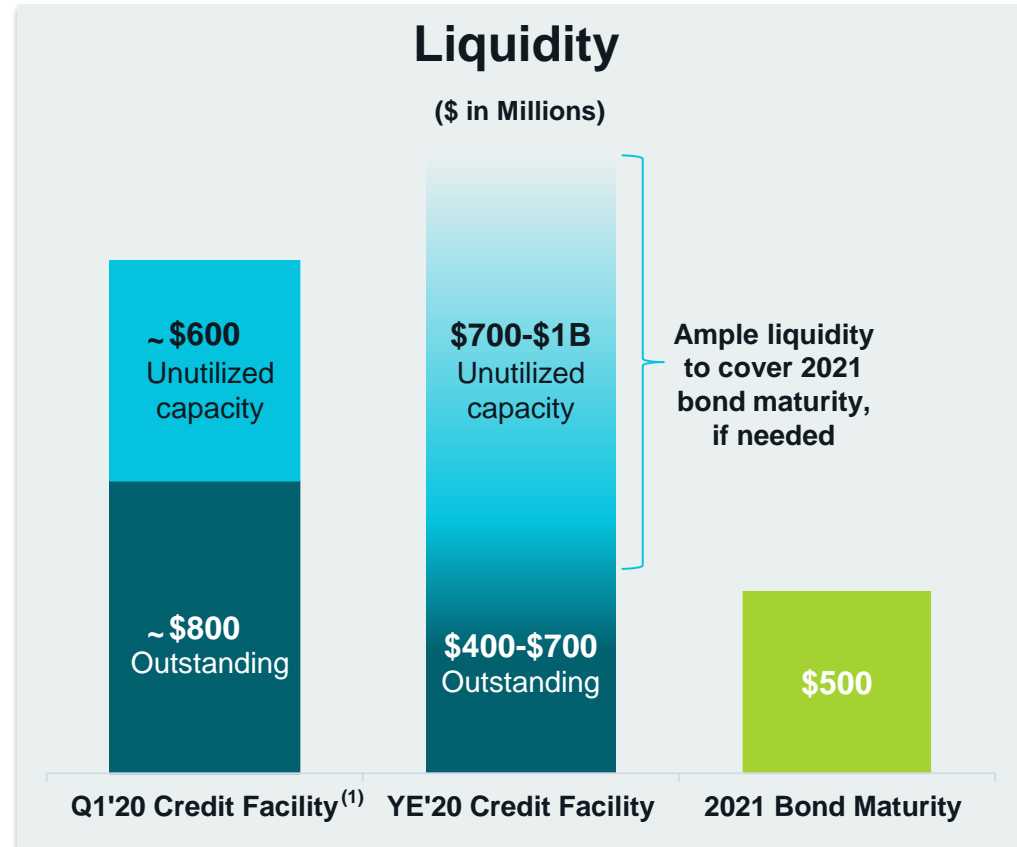 Liquidity
($ in Millions)
~$600
Unutilized
capacity
~$800
Outstanding
$700-$1B
Unutilized
capacity
$400-$700
Outstanding
Ample liquidity
to cover 2021
bond maturity,
if needed
$500
Q1'20 Credit Facility(1)
YE'20 Credit Facility
2021 Bond Maturity